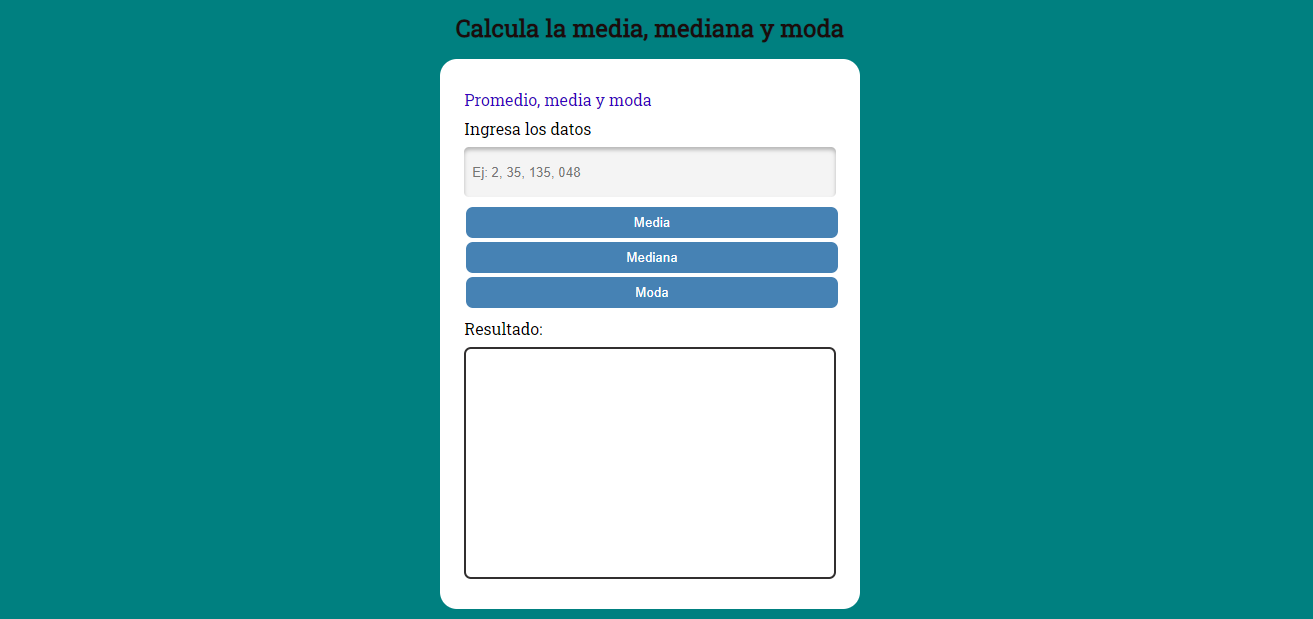 Calcula la media, mediana y moda
Promedio, media y moda
Ingresa los datos
Ej: 2, 35, 135, 048
Media
Mediana
Moda
Resultado: